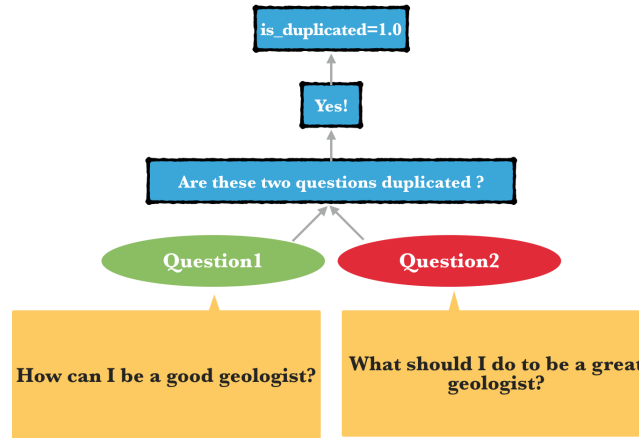 is_duplicated=1.0
Yes!
Are these two questions duplicated ?
Question1
Question2
How can I be a good geologist?
What should I do to be a great
geologist?